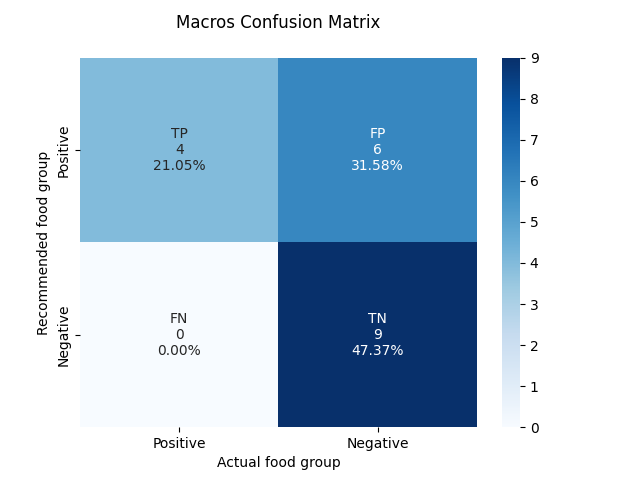 Macros Confusion Matrix
Recommended food group
Positive
Negative
TP
4
21.05%
FP
6
31.58%
FN
0
0.00%
TN
9
47.37%
Positive
Negative
Actual food group
9
8
7
6
5
4
3
2
1
0